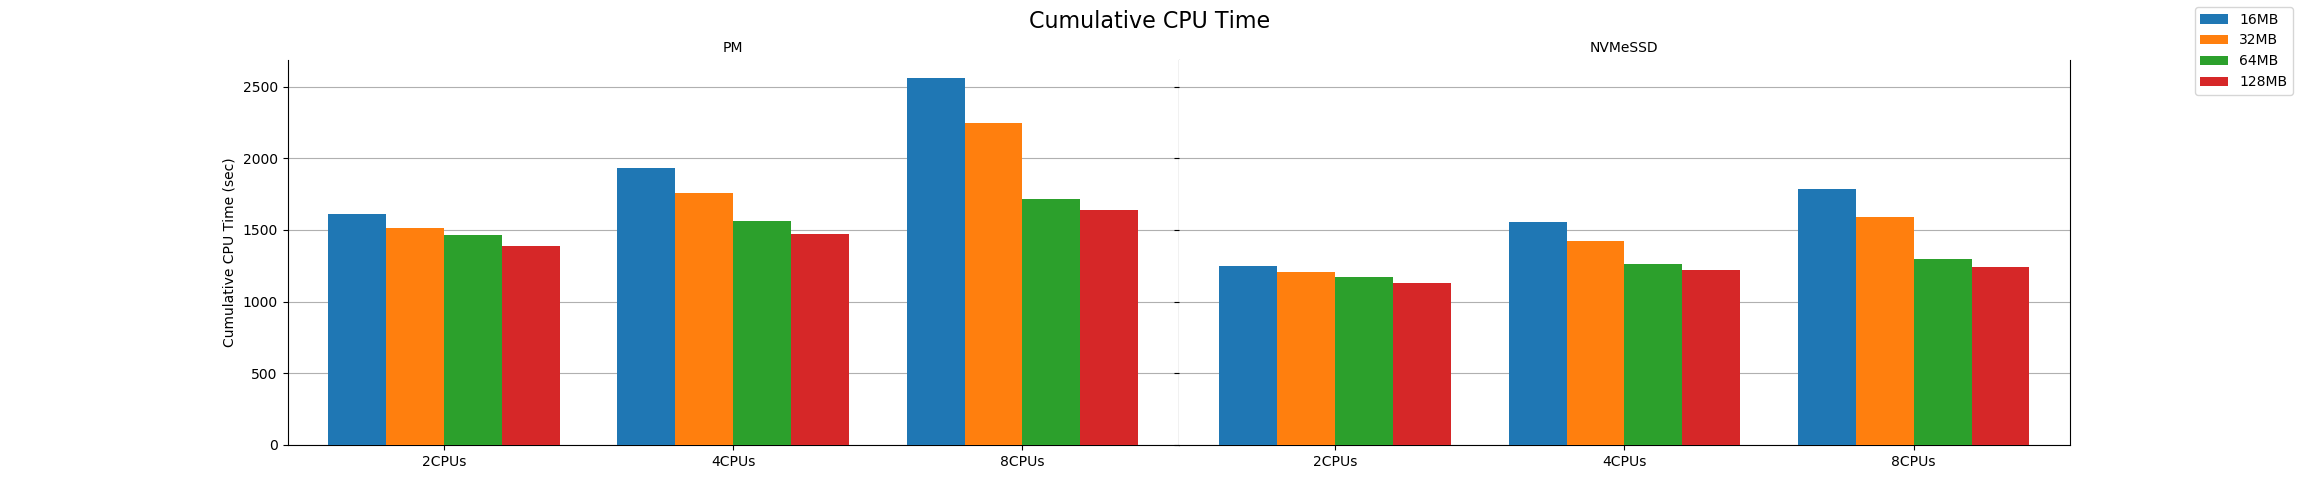 Cumulative CPU Time
PM
NVMeSSD
16MB
32MB
64MB
128MB
Cumulative CPU Time (sec)
2500
2000
1500
1000
500
0
2CPUs
4CPUs
8CPUs
2CPUs
4CPUs
8CPUs